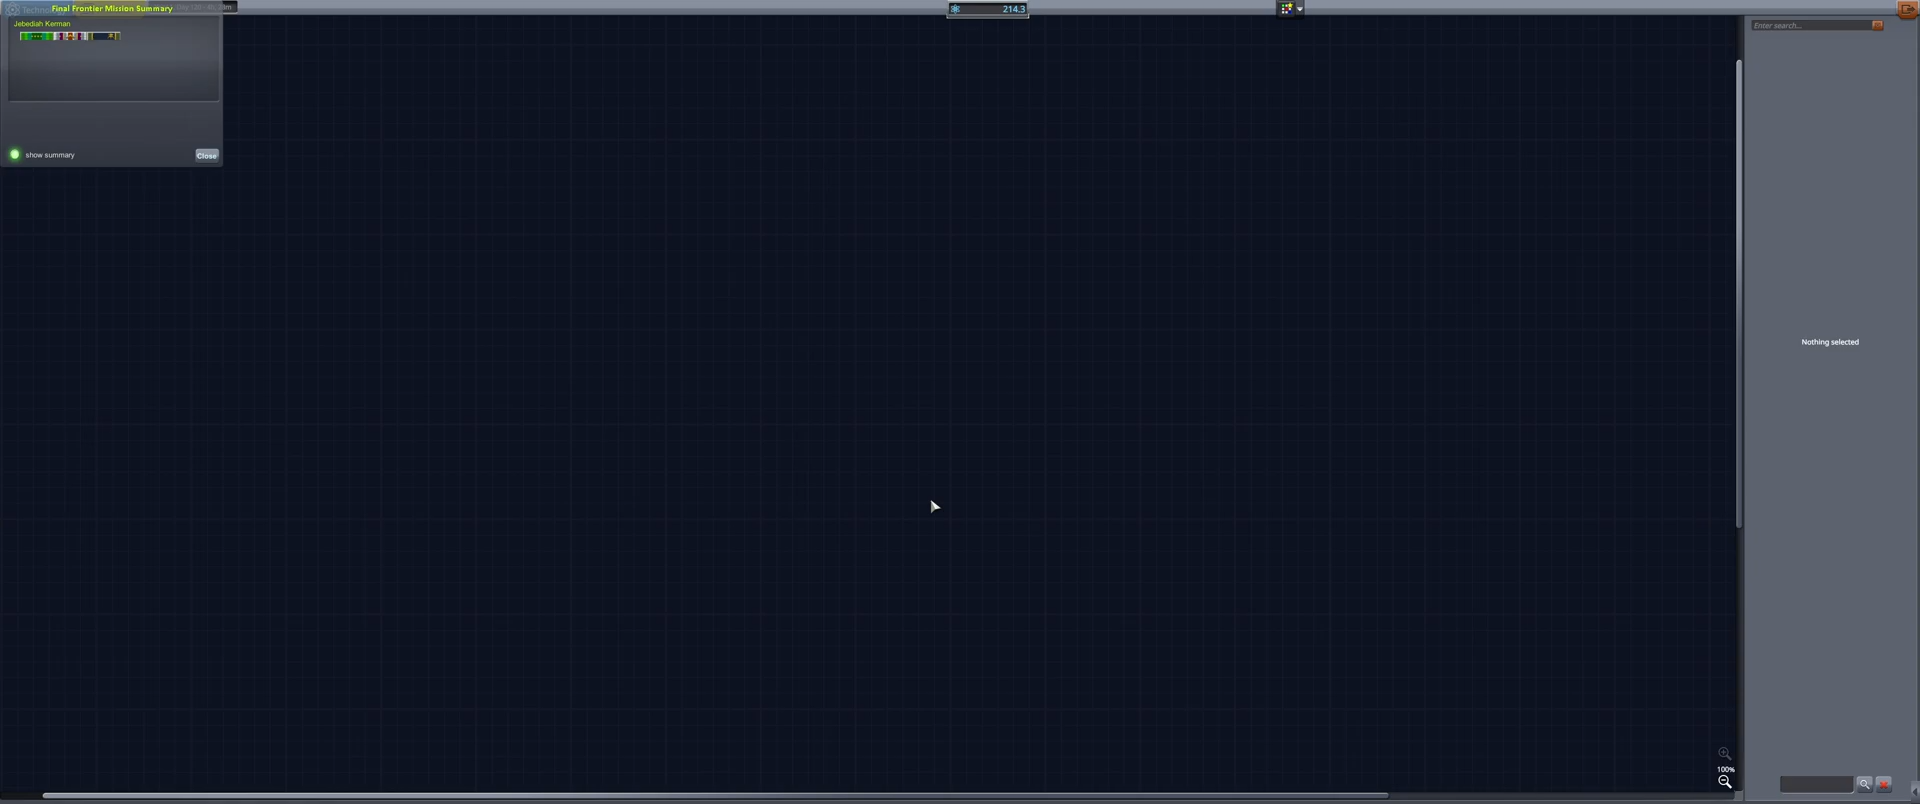 Final Frontier Mission Summary
214.3
Jebediah Kerman
Enter search...
show summary
Close
Nothing selected
100%